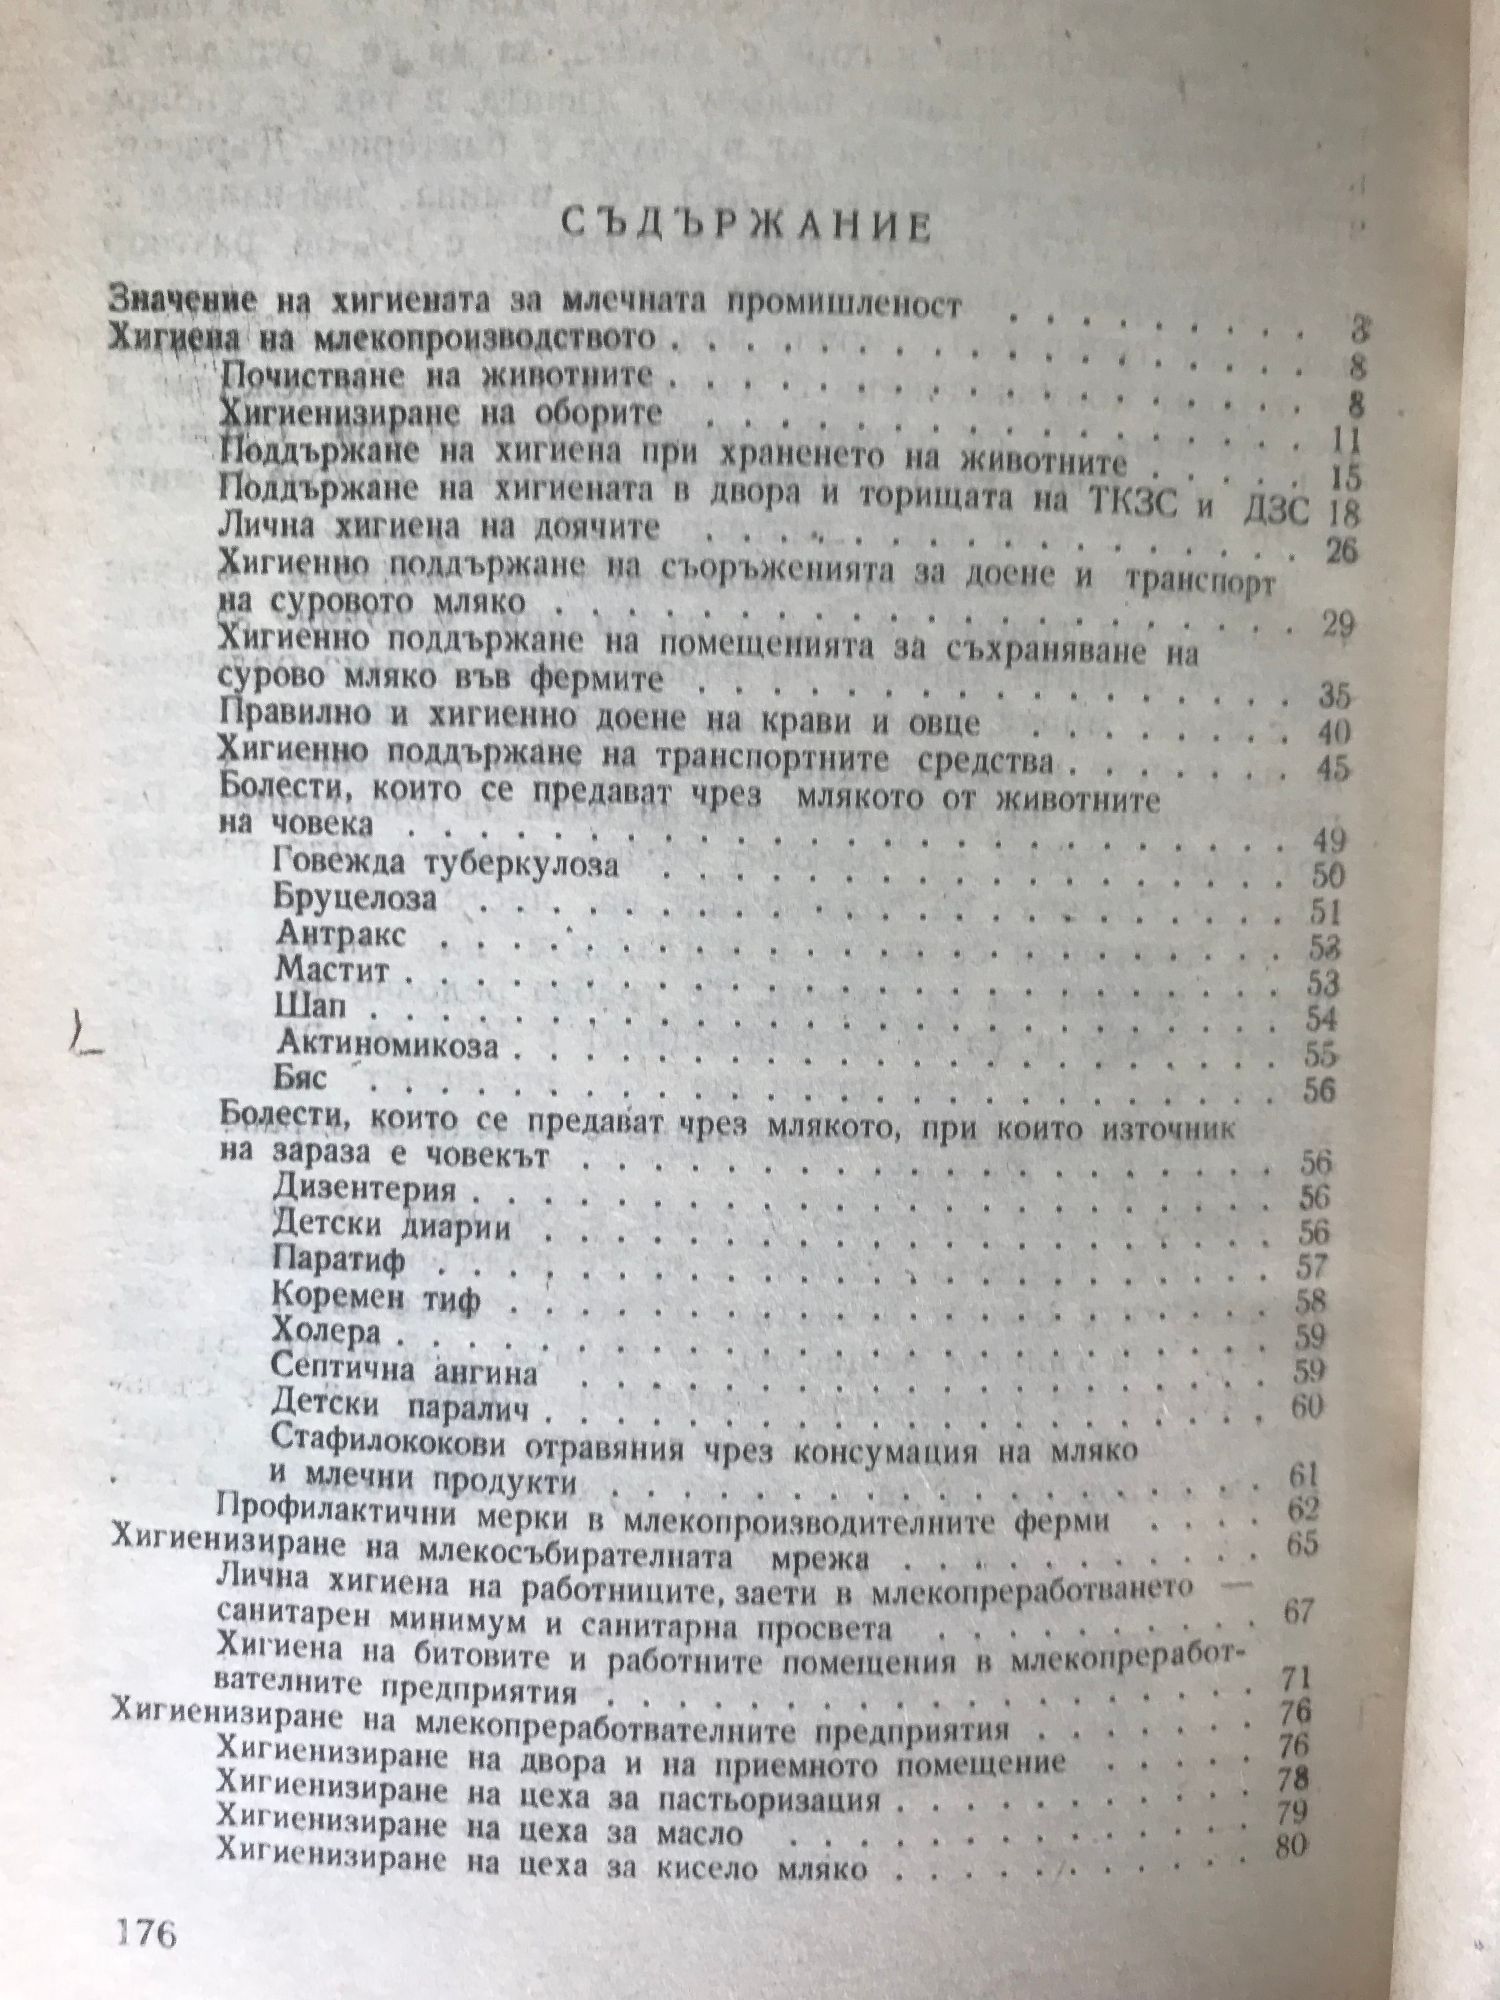 СЪДЪРЖАНИЕ
Значение на хигиената за млечната промишленост . . . . . . . . . 3
Хигиена на млекопроизводството . . . . . . . . . . . . . . . . . . 8
Почистване на животните . . . . . . . . . . . . . . . . . . 8
Хигиенизиране на оборите . . . . . . . . . . . . . . . . . 11
Поддържане на хигиена при храненето на животните . . . . . 15
Поддържане на хигиената в двора и торищата на ТКЗС и ДЗС 18
Лична хигиена на доячите . . . . . . . . . . . . . . . . . 26
Хигиенно поддържане на съоръженията за доене и транспорт
на суровото мляко . . . . . . . . . . . . . . . . . . . . . 29
Хигиенно поддържане на помещенията за съхраняване на
сурово мляко във фермите . . . . . . . . . . . . . . . . . 35
Правилно и хигиенно доене на крави и овце . . . . . . . . 40
Хигиенно поддържане на транспортните средства . . . . . . . 45
Болести, които се предават чрез млякото от животните
на човека . . . . . . . . . . . . . . . . . . . . . . . . . 49
Говежда туберкулоза . . . . . . . . . . . . . . . . . . 50
Бруцелоза . . . . . . . . . . . . . . . . . . . . . . . 51
Антракс . . . . . . . . . . . . . . . . . . . . . . . . 53
Мастит . . . . . . . . . . . . . . . . . . . . . . . . . 53
Шап . . . . . . . . . . . . . . . . . . . . . . . . . . 54
Актиномикоза . . . . . . . . . . . . . . . . . . . . . . 55
Бяс . . . . . . . . . . . . . . . . . . . . . . . . . . 56
Болести, които се предават чрез млякото, при които източник
на зараза е човекът . . . . . . . . . . . . . . . . . . . . 56
Дизентерия . . . . . . . . . . . . . . . . . . . . . . . 56
Детски диарии . . . . . . . . . . . . . . . . . . . . . 56
Паратиф . . . . . . . . . . . . . . . . . . . . . . . . 57
Коремен тиф . . . . . . . . . . . . . . . . . . . . . . 58
Холера . . . . . . . . . . . . . . . . . . . . . . . . . 59
Септична ангина . . . . . . . . . . . . . . . . . . . . 59
Детски паралич . . . . . . . . . . . . . . . . . . . . . 60
Стафилококови отравяния чрез консумация на мляко
и млечни продукти . . . . . . . . . . . . . . . . . . . 61
Профилактични мерки в млекопроизводителните ферми . . . . 62
Хигиенизиране на млекосъбирателната мрежа . . . . . . . . . . . 65
Лична хигиена на работниците, заети в млекопреработването —
санитарен минимум и санитарна просвета . . . . . . . . . . 67
Хигиена на битовите и работните помещения в млекопреработ-
вателните предприятия . . . . . . . . . . . . . . . . . . . 71
Хигиенизиране на млекопреработвателните предприятия . . . . . . . 76
Хигиенизиране на двора и на приемното помещение . . . . . 76
Хигиенизиране на цеха за пастьоризация . . . . . . . . . . . 78
Хигиенизиране на цеха за масло . . . . . . . . . . . . . . 79
Хигиенизиране на цеха за кисело мляко . . . . . . . . . . . 80
176